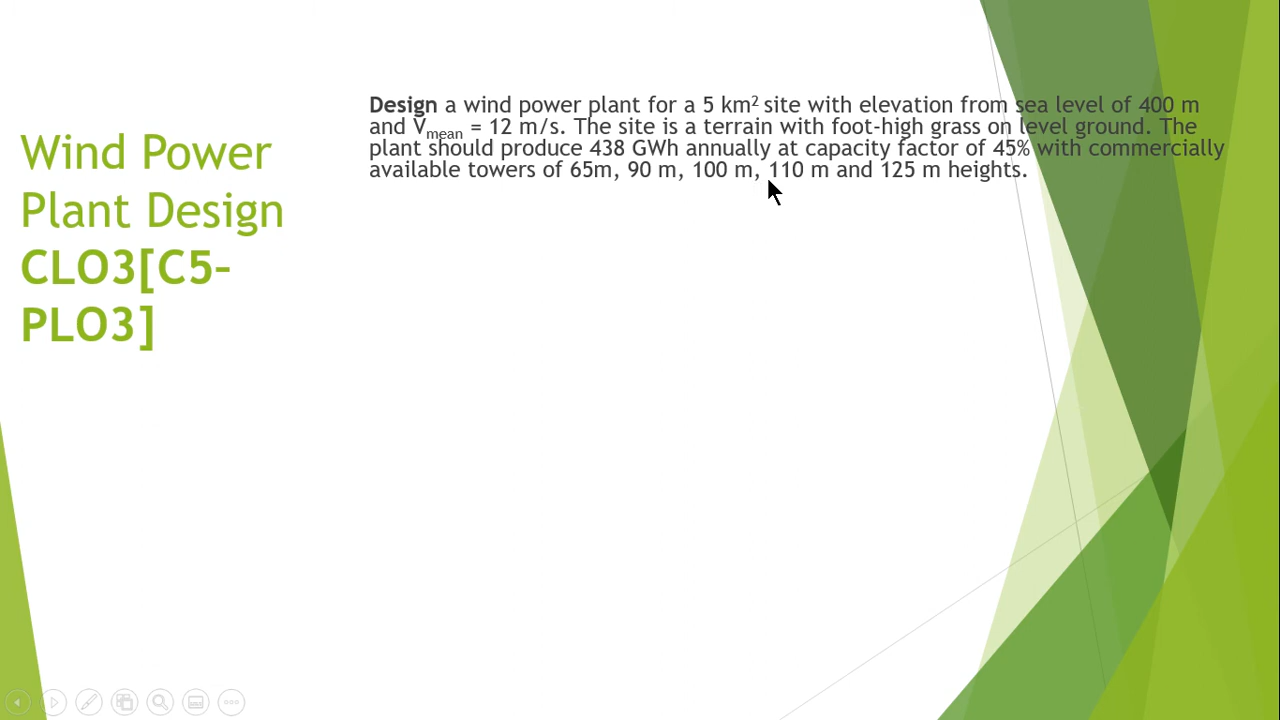 Wind Power
Plant Design
CLO3[C5-
PLO3]
Design a wind power plant for a 5 km² site with elevation from sea level of 400 m
and Vmean = 12 m/s. The site is a terrain with foot-high grass on level ground. The
plant should produce 438 GWh annually at capacity factor of 45% with commercially
available towers of 65m, 90 m, 100 m, 110 m and 125 m heights.